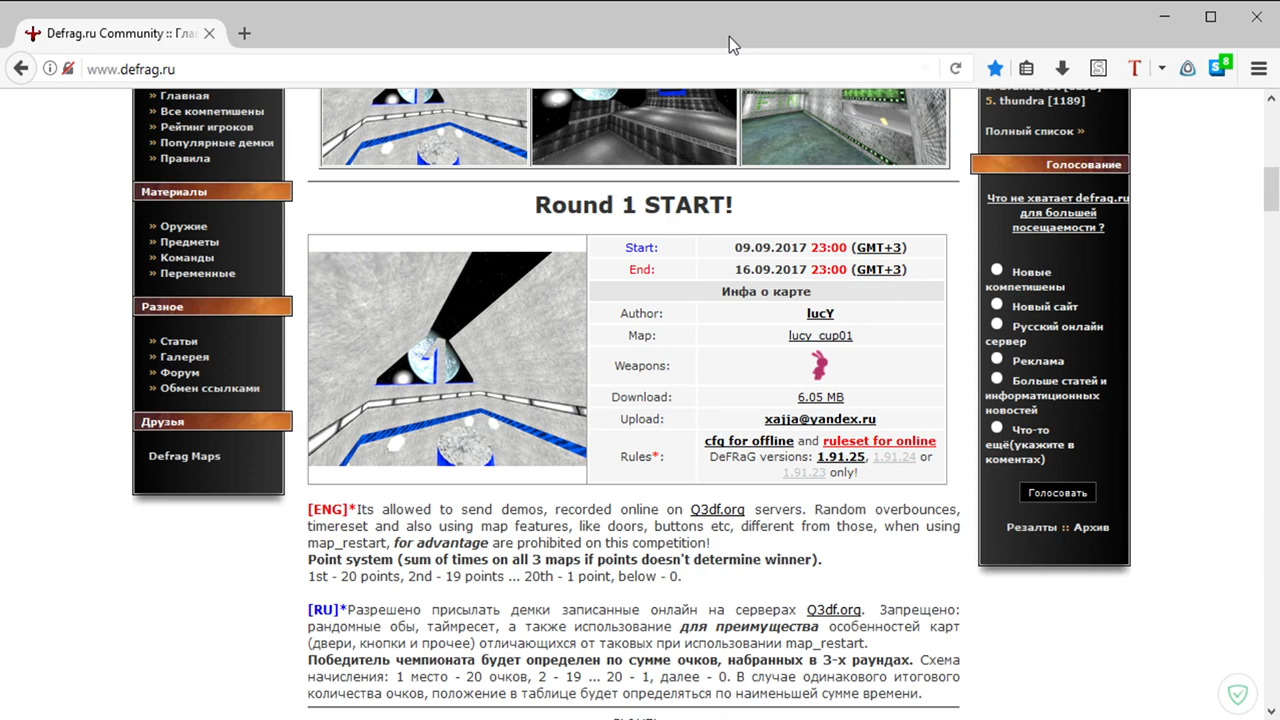 Defrag.ru Community :: Гла
www.defrag.ru
8
» Главная
» Все компетишены
» Рейтинг игроков
» Популярные демки
» Правила
Материалы
» Оружие
» Предметы
» Команды
» Переменные
Разное
» Статьи
» Галерея
» Форум
» Обмен ссылками
Друзья
Defrag Maps
Round 1 START!
Start: 09.09.2017 23:00 (GMT+3)
End: 16.09.2017 23:00 (GMT+3)
Инфа о карте
Author: lucY
Map: lucy_cup01
Weapons:
Download: 6.05 MB
Upload: xajja@yandex.ru
Rules*: cfg for offline and ruleset for online
DeFRaG versions: 1.91.25, 1.91.24 or
1.91.23 only!
[ENG]*Its allowed to send demos, recorded online on Q3df.org servers. Random overbounces,
timereset and also using map features, like doors, buttons etc, different from those, when using
map_restart, for advantage are prohibited on this competition!
Point system (sum of times on all 3 maps if points doesn't determine winner).
1st - 20 points, 2nd - 19 points ... 20th - 1 point, below - 0.
[RU]*Разрешено присылать демки записанные онлайн на серверах Q3df.org. Запрещено:
рандомные обы, таймресет, а также использование для преимущества особенностей карт
(двери, кнопки и прочее) отличающихся от таковых при использовании map_restart.
Победитель чемпионата будет определен по сумме очков, набранных в 3-х раундах. Схема
начисления: 1 место - 20 очков, 2 - 19 ... 20 - 1, далее - 0. В случае одинакового итогового
количества очков, положение в таблице будет определяться по наименьшей сумме времени.
5. thundra [1189]
Полный список »
Голосование
Что не хватает defrag.ru
для большей
посещаемости ?
Новые
компетишены
Новый сайт
Русский онлайн
сервер
Реклама
Больше статей и
информатиционных
новостей
Что-то
ещё(укажите в
коментах)
Голосовать
Резалты :: Архив